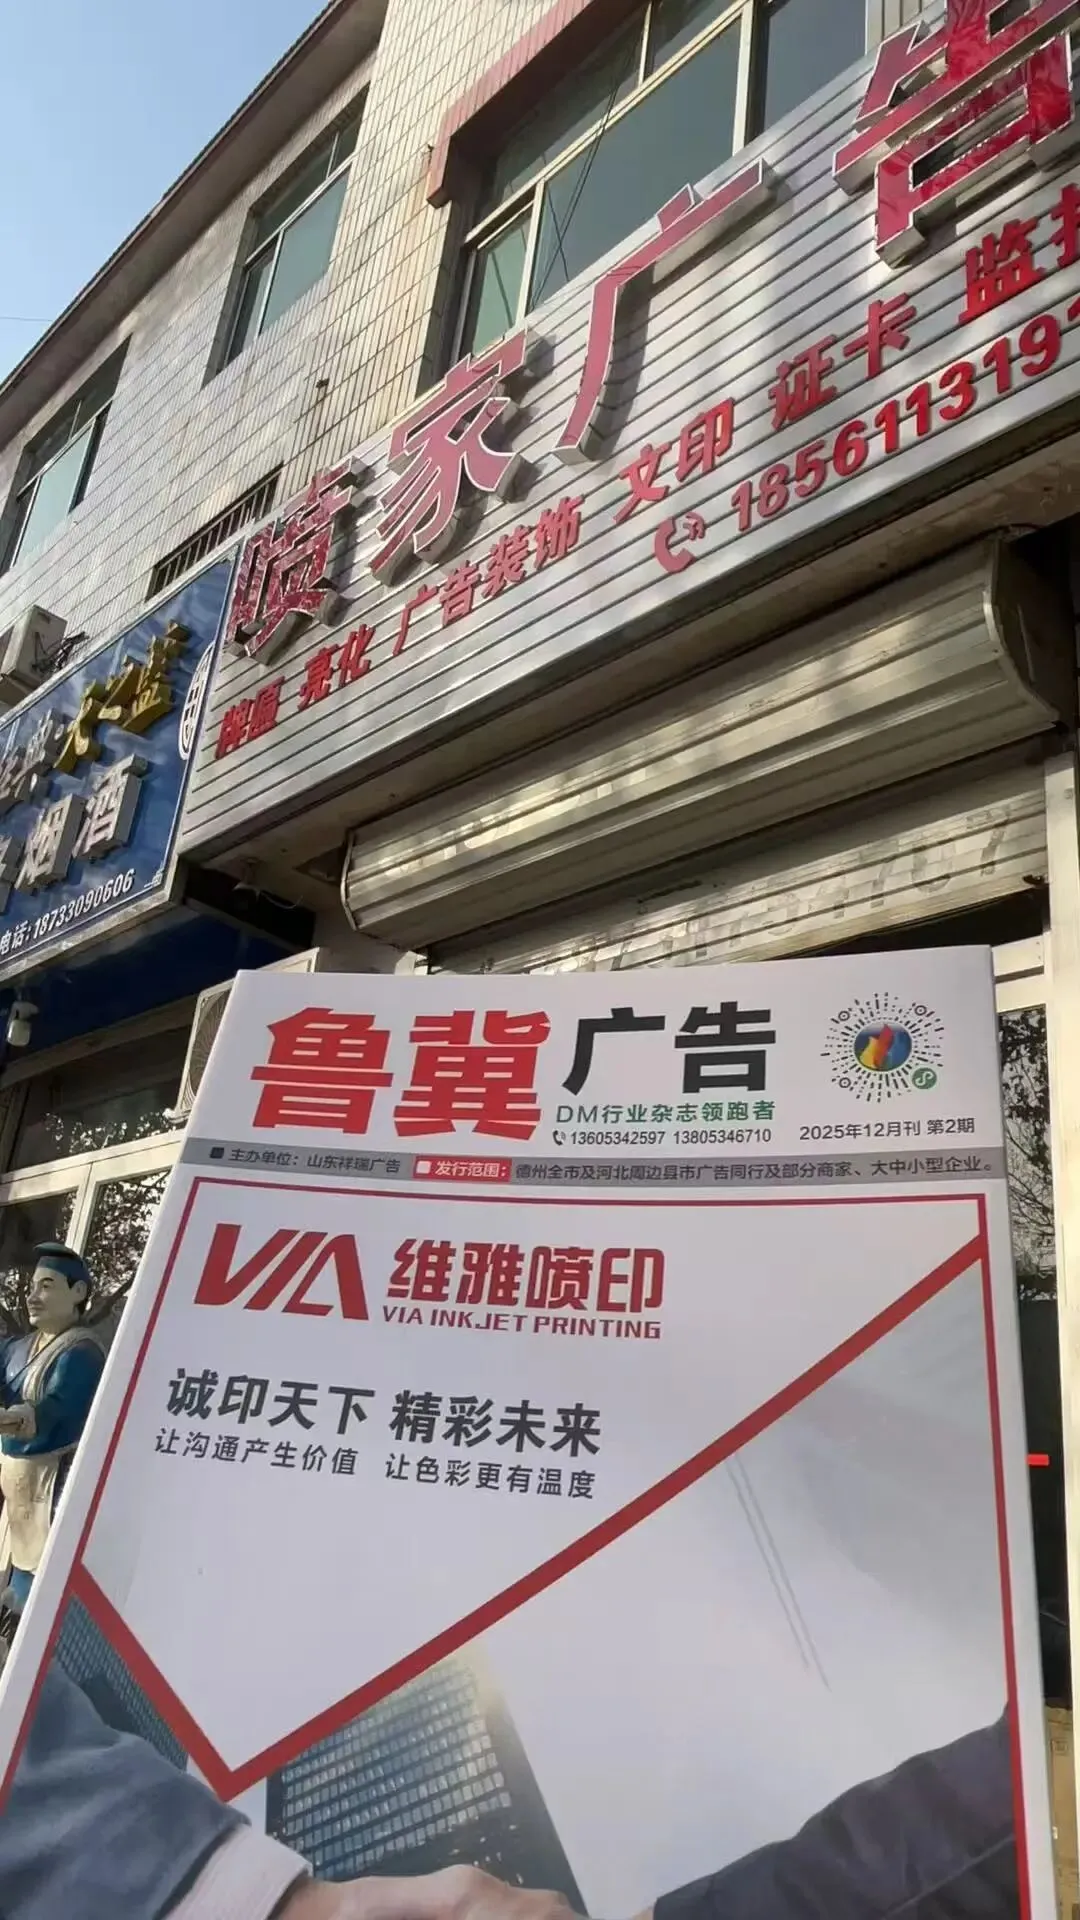 喷家广告
牌匾 亮化 广告装饰 文印 证卡 监
1856113191
火之盛
烟酒
电话:18733090606
鲁冀广告
DM行业杂志领跑者
13605342597 13805346710
2025年12月刊 第2期
主办单位：山东祥瑞广告
发行范围：德州全市及河北周边县市广告同行及部分商家、大中小型企业。
VIA 维雅喷印
VIA INKJET PRINTING
诚印天下 精彩未来
让沟通产生价值 让色彩更有温度